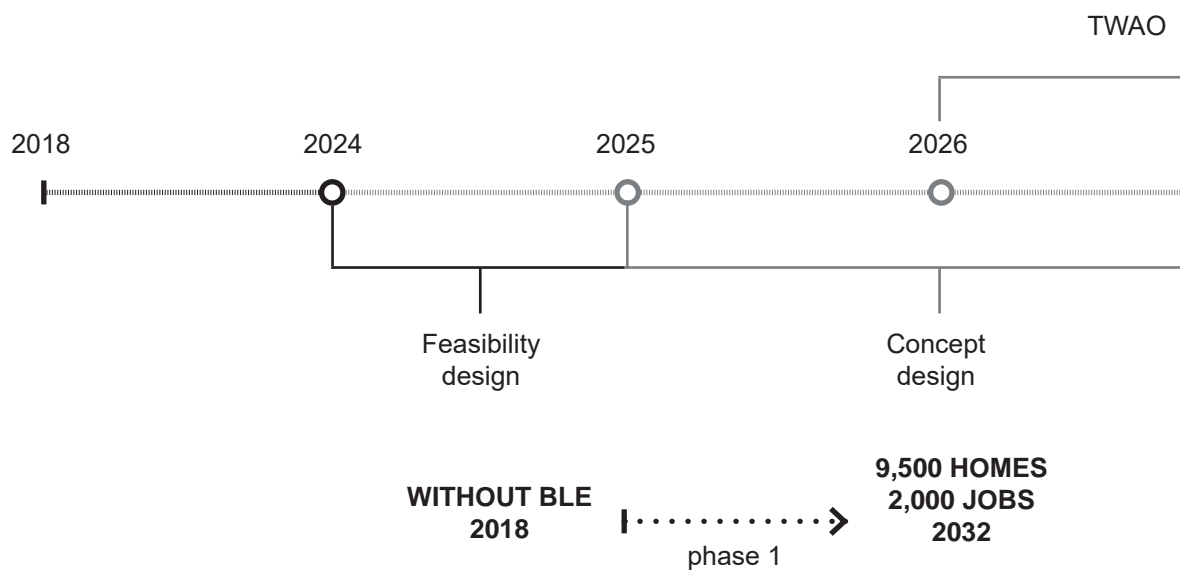 TWAO
2018
2024
2025
2026
Feasibility
design
Concept
design
WITHOUT BLE
2018
phase 1
9,500 HOMES
2,000 JOBS
2032